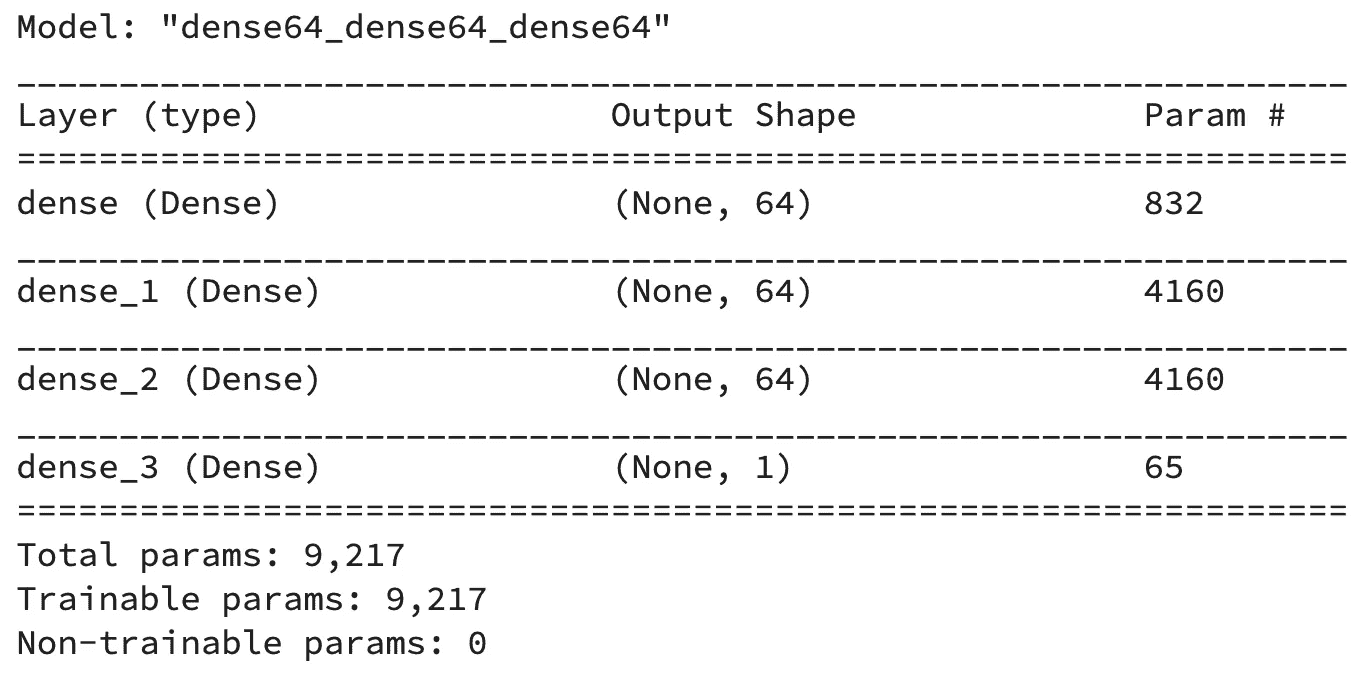 Model: "dense64_dense64_dense64"
_________________________________________________________________
Layer (type)                 Output Shape              Param #
=================================================================
dense (Dense)                (None, 64)                832
_________________________________________________________________
dense_1 (Dense)              (None, 64)                4160
_________________________________________________________________
dense_2 (Dense)              (None, 64)                4160
_________________________________________________________________
dense_3 (Dense)              (None, 1)                 65
=================================================================
Total params: 9,217
Trainable params: 9,217
Non-trainable params: 0